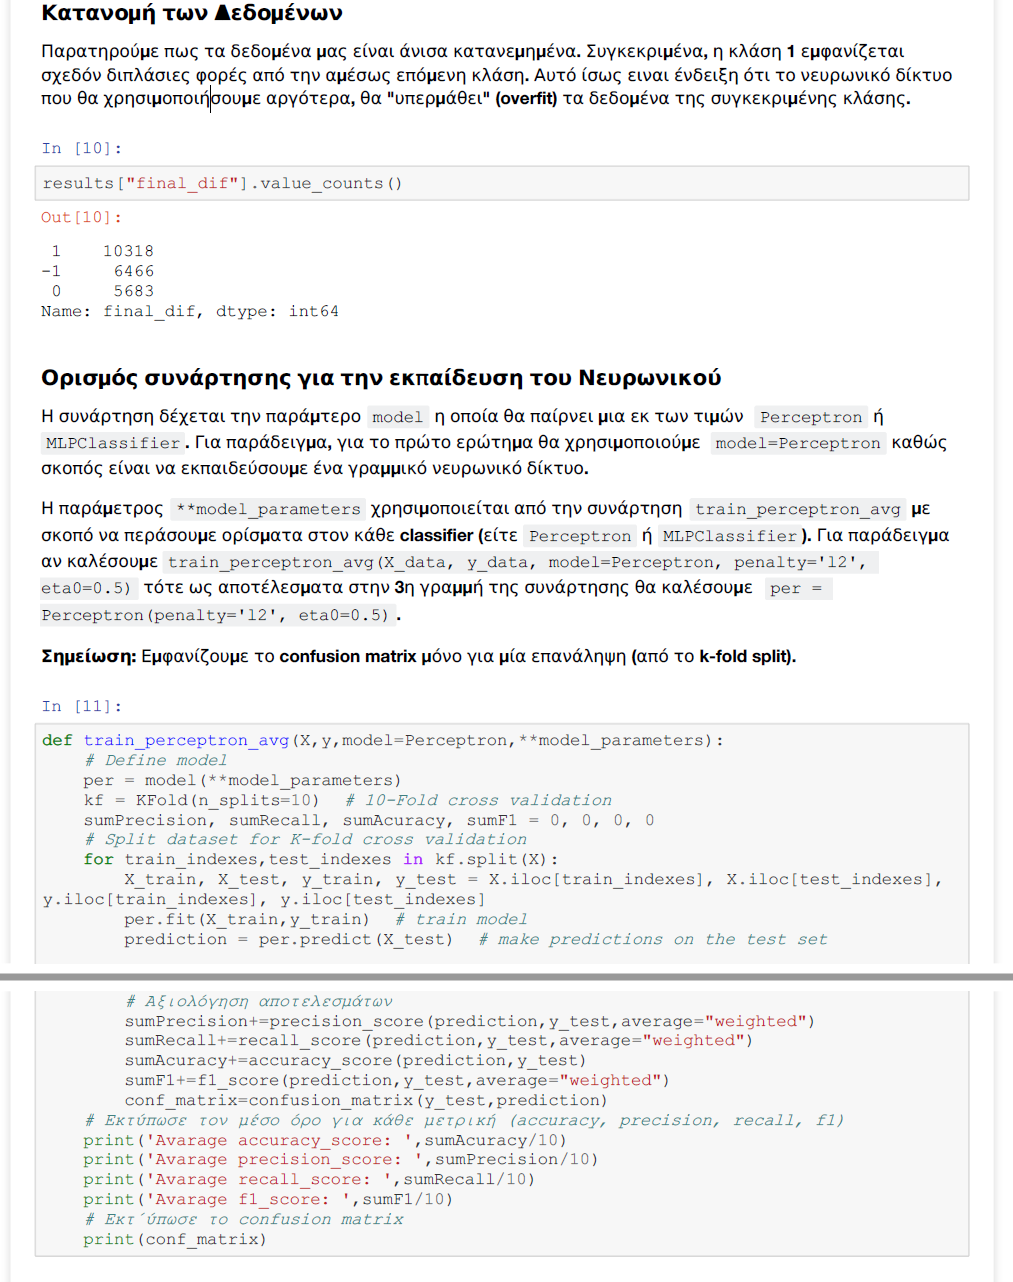 Κατανομή των Δεδομένων
Παρατηρούμε πως τα δεδομένα μας είναι άνισα κατανεμημένα. Συγκεκριμένα, η κλάση 1 εμφανίζεται
σχεδόν διπλάσιες φορές από την αμέσως επόμενη κλάση. Αυτό ίσως ειναι ένδειξη ότι το νευρωνικό δίκτυο
που θα χρησιμοποιήσουμε αργότερα, θα "υπερμάθει" (overfit) τα δεδομένα της συγκεκριμένης κλάσης.
In [10]:
results["final_dif"].value_counts()
Out[10]:
1 10318
-1 6466
0 5683
Name: final_dif, dtype: int64
Ορισμός συνάρτησης για την εκπαίδευση του Νευρωνικού
Η συνάρτηση δέχεται την παράμτερο model η οποία θα παίρνει μια εκ των τιμών Perceptron ή
MLPClassifier . Για παράδειγμα, για το πρώτο ερώτημα θα χρησιμοποιούμε model=Perceptron καθώς
σκοπός είναι να εκπαιδεύσουμε ένα γραμμικό νευρωνικό δίκτυο.
Η παράμετρος **model_parameters χρησιμοποιείται από την συνάρτηση train_perceptron_avg με
σκοπό να περάσουμε ορίσματα στον κάθε classifier (είτε Perceptron ή MLPClassifier ). Για παράδειγμα
αν καλέσουμε train_perceptron_avg(X_data, y_data, model=Perceptron, penalty='l2',
eta0=0.5) τότε ως αποτέλεσματα στην 3η γραμμή της συνάρτησης θα καλέσουμε per =
Perceptron(penalty='l2', eta0=0.5) .
Σημείωση: Εμφανίζουμε το confusion matrix μόνο για μία επανάληψη (από το k-fold split).
In [11]:
def train_perceptron_avg(X,y,model=Perceptron,**model_parameters):
    # Define model
    per = model(**model_parameters)
    kf = KFold(n_splits=10)  # 10-Fold cross validation
    sumPrecision, sumRecall, sumAcuracy, sumF1 = 0, 0, 0, 0
    # Split dataset for K-fold cross validation
    for train_indexes,test_indexes in kf.split(X):
        X_train, X_test, y_train, y_test = X.iloc[train_indexes], X.iloc[test_indexes],
y.iloc[train_indexes], y.iloc[test_indexes]
        per.fit(X_train,y_train)  # train model
        prediction = per.predict(X_test)  # make predictions on the test set
        # Αξιολόγηση αποτελεσμάτων
        sumPrecision+=precision_score(prediction,y_test,average="weighted")
        sumRecall+=recall_score(prediction,y_test,average="weighted")
        sumAcuracy+=accuracy_score(prediction,y_test)
        sumF1+=f1_score(prediction,y_test,average="weighted")
        conf_matrix=confusion_matrix(y_test,prediction)
    # Εκτύπωσε τον μέσο όρο για κάθε μετρική (accuracy, precision, recall, f1)
    print('Avarage accuracy_score: ',sumAcuracy/10)
    print('Avarage precision_score: ',sumPrecision/10)
    print('Avarage recall_score: ',sumRecall/10)
    print('Avarage f1_score: ',sumF1/10)
    # Εκτ´ύπωσε το confusion matrix
    print(conf_matrix)